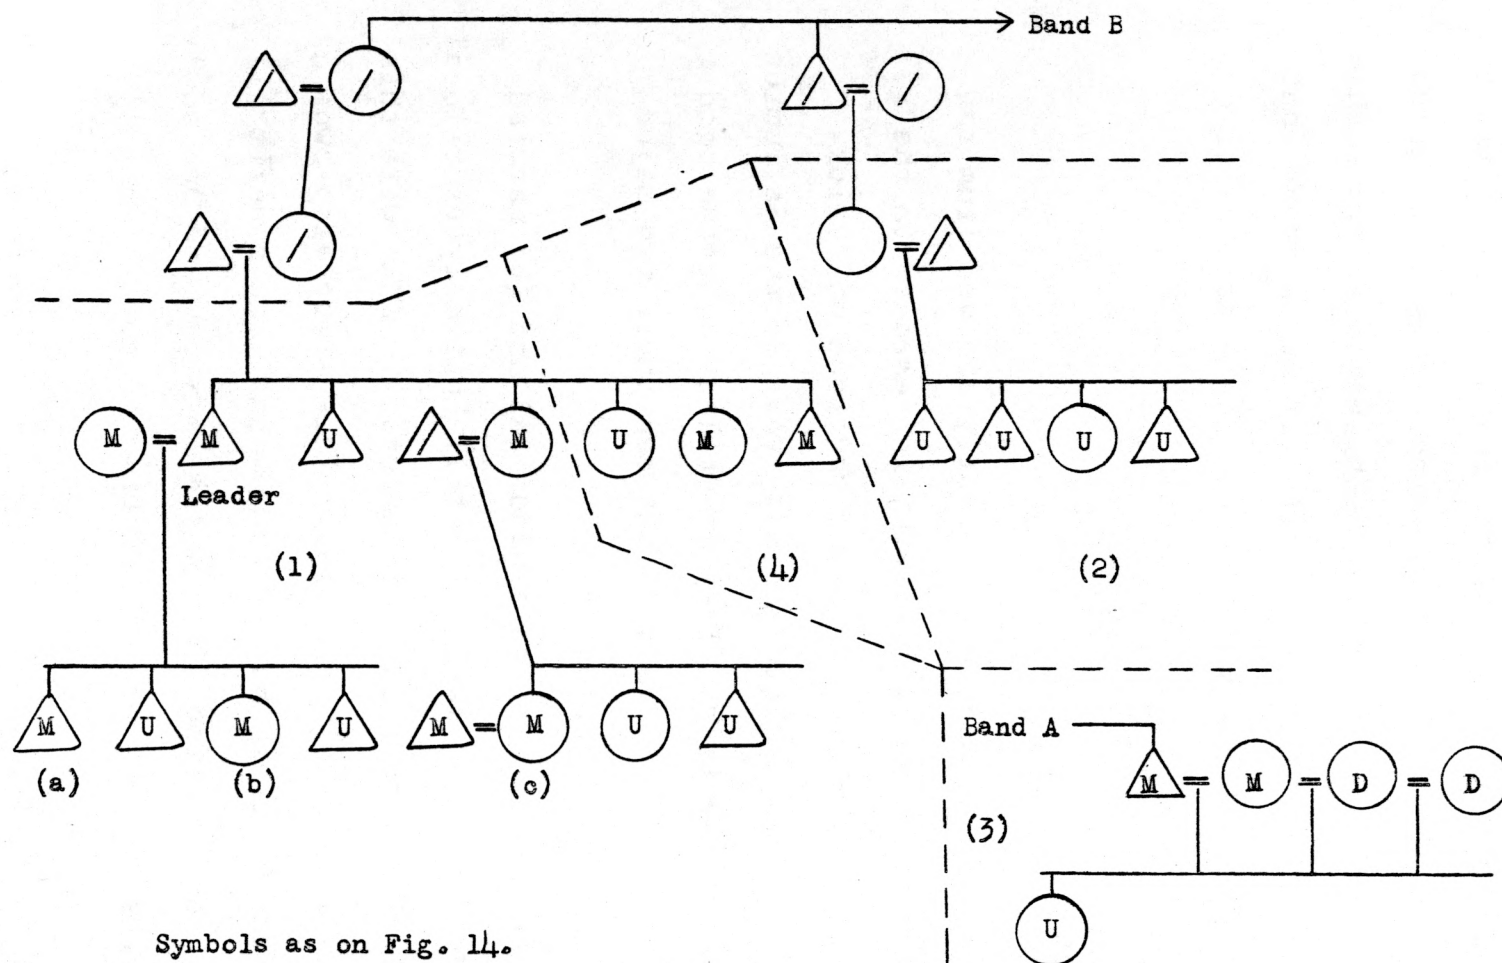 Band B
M M U M U M M U U U U
Leader
(1) (4) (2)
M U M U M M U U
(a) (b) (c)
Band A
M M D D
(3)
U
Symbols as on Fig. 14.